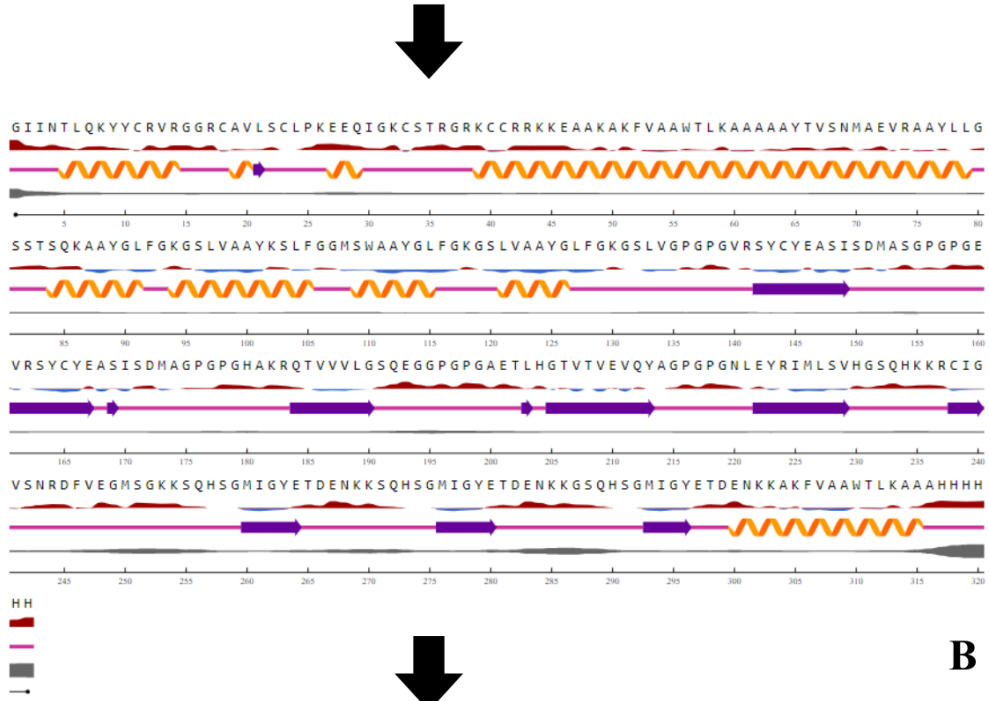 GIINTLQKYYCRVRGGRCAVLSCLPKEEQIGKCSTRGRKCCRRKKEAAKAKFVAAWTLKAAAAAYTVSNMAEVRAAYLLG
5 10 15 20 25 30 35 40 45 50 55 60 65 70 75 80
SSTSQKAAYGLFGKGSLVAAYKSLFGGMSWAAYGLFGKGSLVAAYGLFGKGSLVGPGPGVRSYCYEASISDMASGPGPGE
85 90 95 100 105 110 115 120 125 130 135 140 145 150 155 160
VRSYCYEASISDMAGPGPGHAKRQTVVVLGSQEGGPGPGAETLHGTVTVEVQYAGPGPGNLEYRIMLSVHGSQHKKRCIG
165 170 175 180 185 190 195 200 205 210 215 220 225 230 235 240
VSNRDFVEGMSGKKSQHSGMIGYETDENKKSQHSGMIGYETDENKKGSQHSGMIGYETDENKKAKFVAAWTLKAAAHHHH
245 250 255 260 265 270 275 280 285 290 295 300 305 310 315 320
HH
B